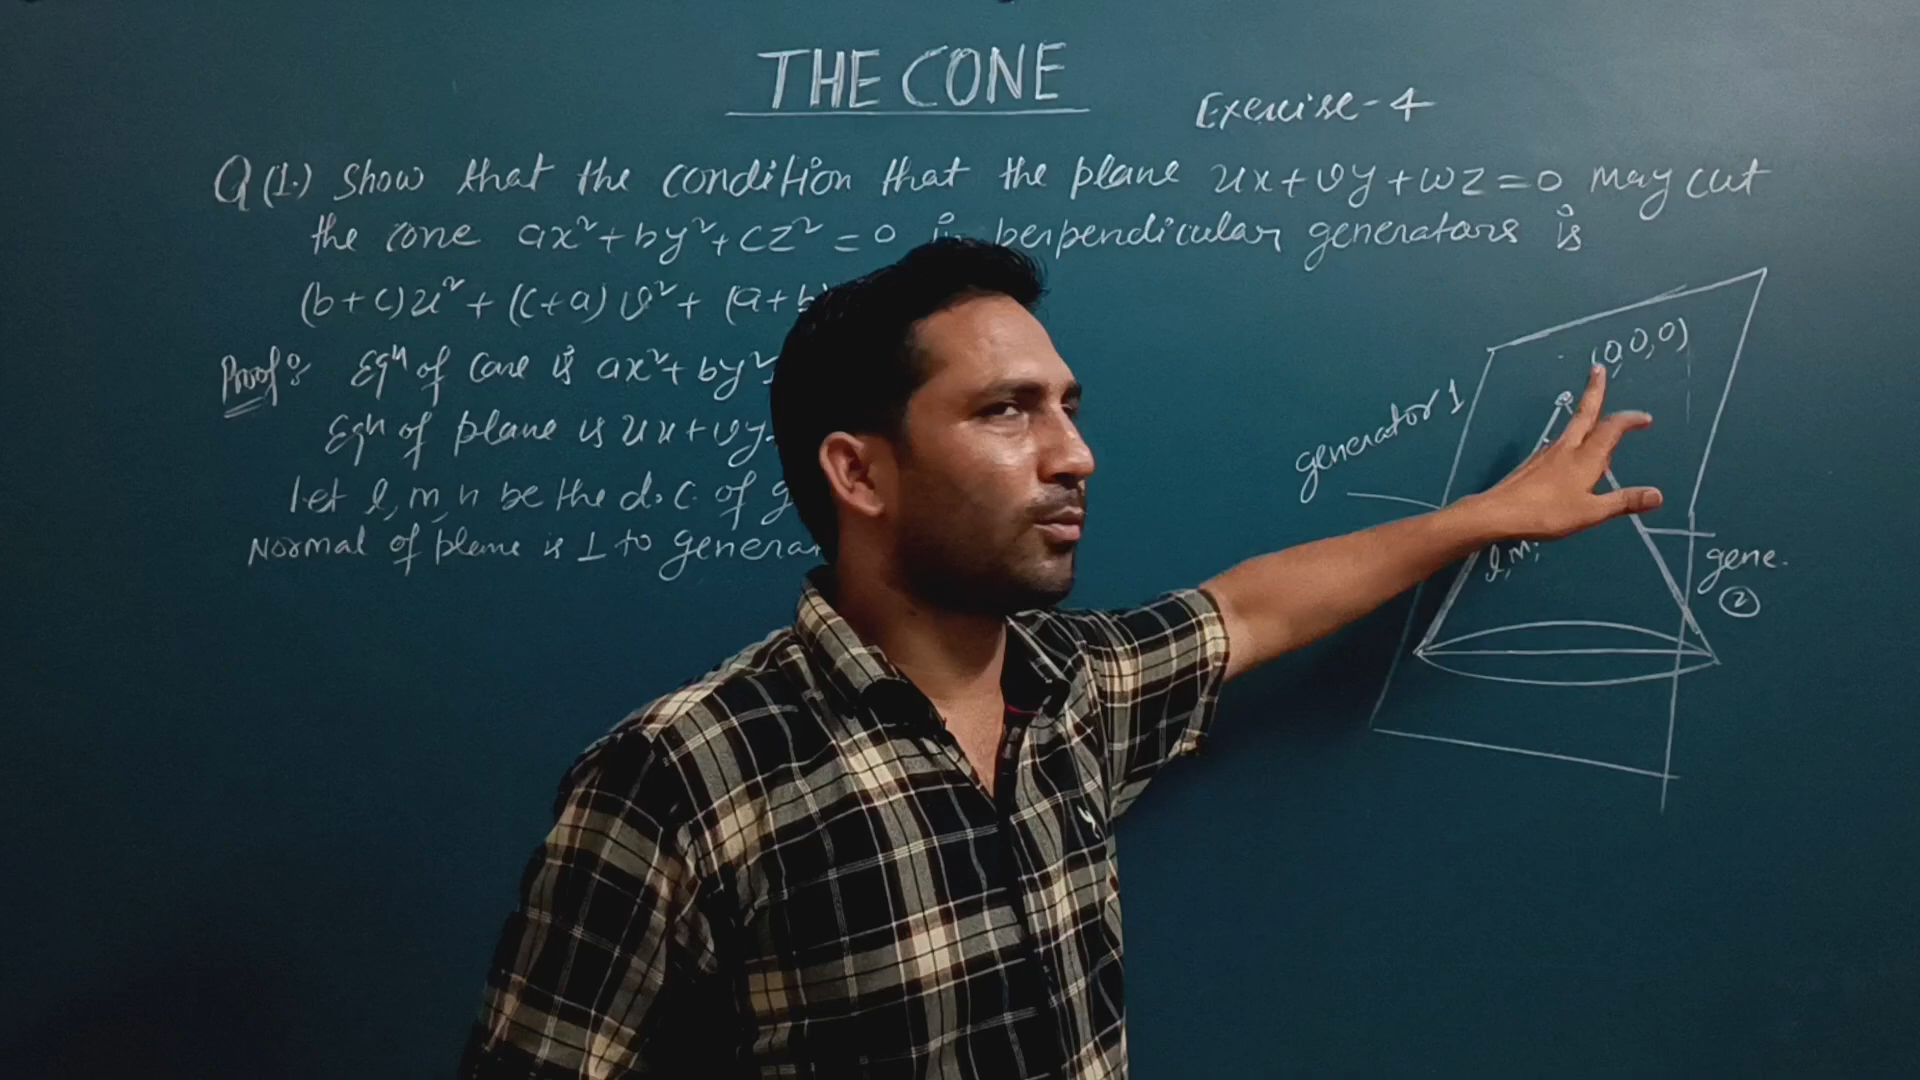 THE CONE
Exercise-4
Q(1.) Show that the condition that the plane ux+vy+wz=0 may cut
the cone ax²+by²+cz²=0 in perpendicular generators is
(b+c)u²+(c+a)v²+(a+b
Proof: Eqn of cone is ax²+by²
Eqn of plane is ux+vy
let l,m,n be the d.c. of g
Normal of plane is ⊥ to genera
(0,0,0)
generator 1
l,m,
gene.
2